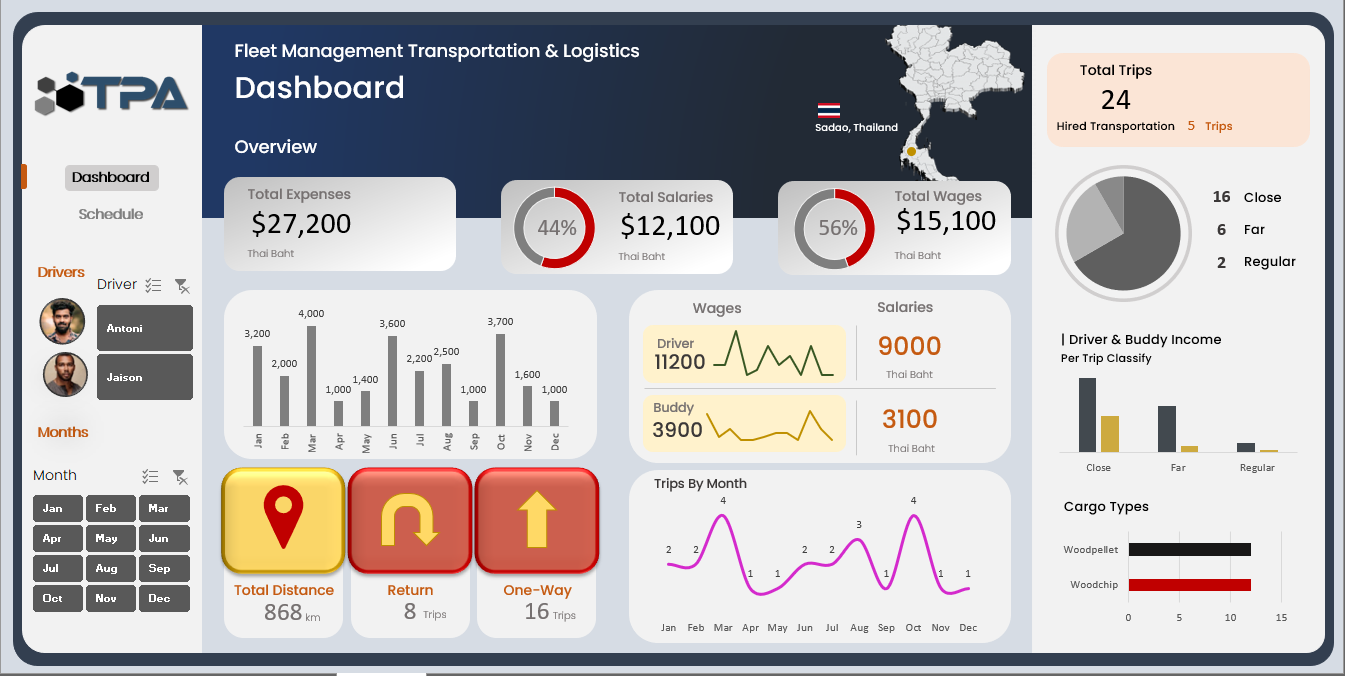 TPA
Dashboard
Schedule
Drivers
Driver
Antoni
Jaison
Months
Month
Jan Feb Mar
Apr May Jun
Jul Aug Sep
Oct Nov Dec
Fleet Management Transportation & Logistics
Dashboard
Overview
Sadao, Thailand
Total Expenses
$27,200
Thai Baht
44%
Total Salaries
$12,100
Thai Baht
56%
Total Wages
$15,100
Thai Baht
3,200 2,000 4,000 1,000 1,400 3,600 2,200 2,500 1,000 3,700 1,600 1,000
Jan Feb Mar Apr May Jun Jul Aug Sep Oct Nov Dec
Wages Salaries
Driver
11200
9000
Thai Baht
Buddy
3900
3100
Thai Baht
Total Distance
868 km
Return
8 Trips
One-Way
16 Trips
Trips By Month
2 2 4 1 1 2 2 3 1 4 1 1
Jan Feb Mar Apr May Jun Jul Aug Sep Oct Nov Dec
Total Trips
24
Hired Transportation 5 Trips
16 Close
6 Far
2 Regular
| Driver & Buddy Income
Per Trip Classify
Close Far Regular
Cargo Types
Woodpellet
Woodchip
0 5 10 15